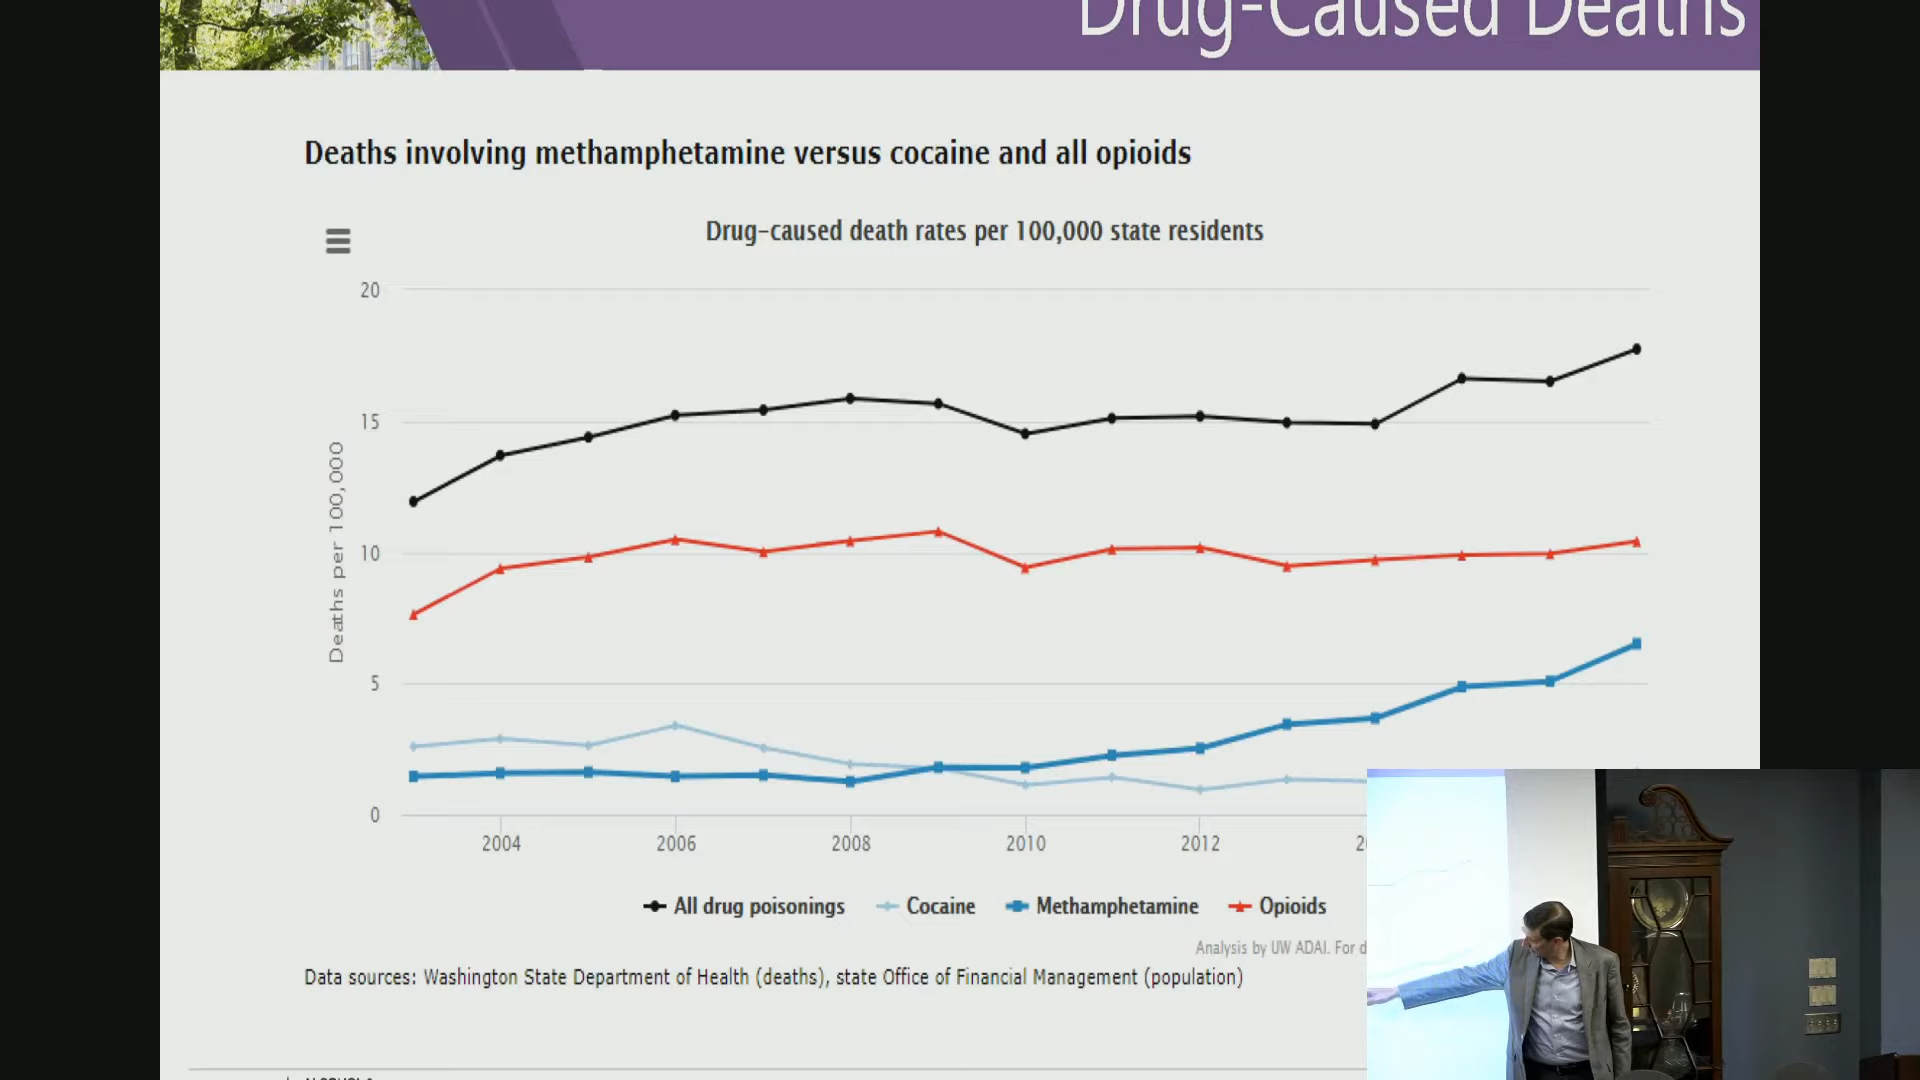 Drug-Caused Deaths
Deaths involving methamphetamine versus cocaine and all opioids
Drug-caused death rates per 100,000 state residents
20
15
10
5
0
Deaths per 100,000
2004
2006
2008
2010
2012
All drug poisonings
Cocaine
Methamphetamine
Opioids
Analysis by UW ADAI. For d
Data sources: Washington State Department of Health (deaths), state Office of Financial Management (population)